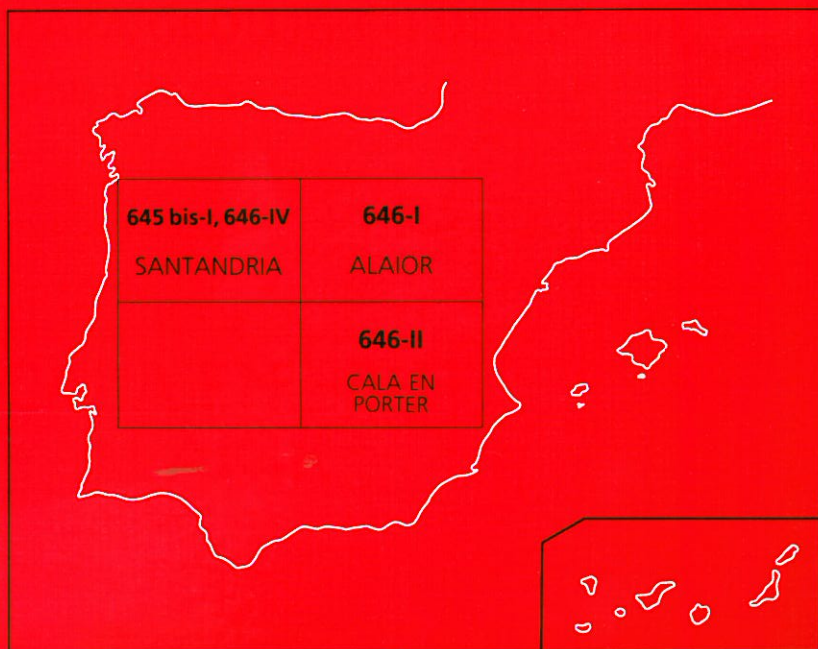 645 bis-I, 646-IV
SANTANDRIA
646-I
ALAIOR
646-II
CALA EN
PORTER